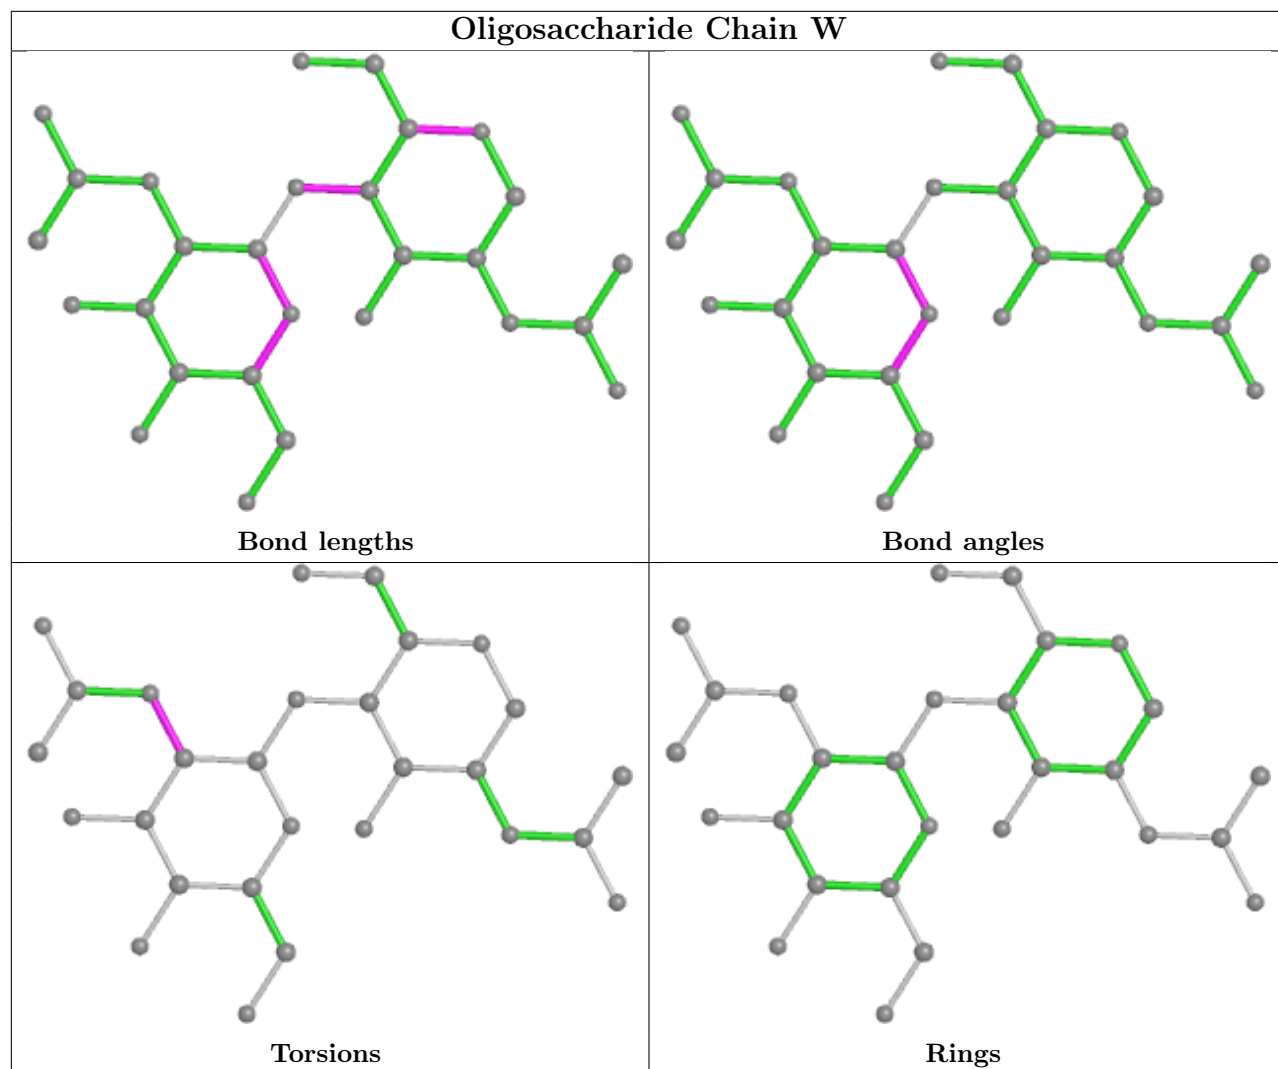 Oligosaccharide Chain W
Bond lengths
Bond angles
Torsions
Rings